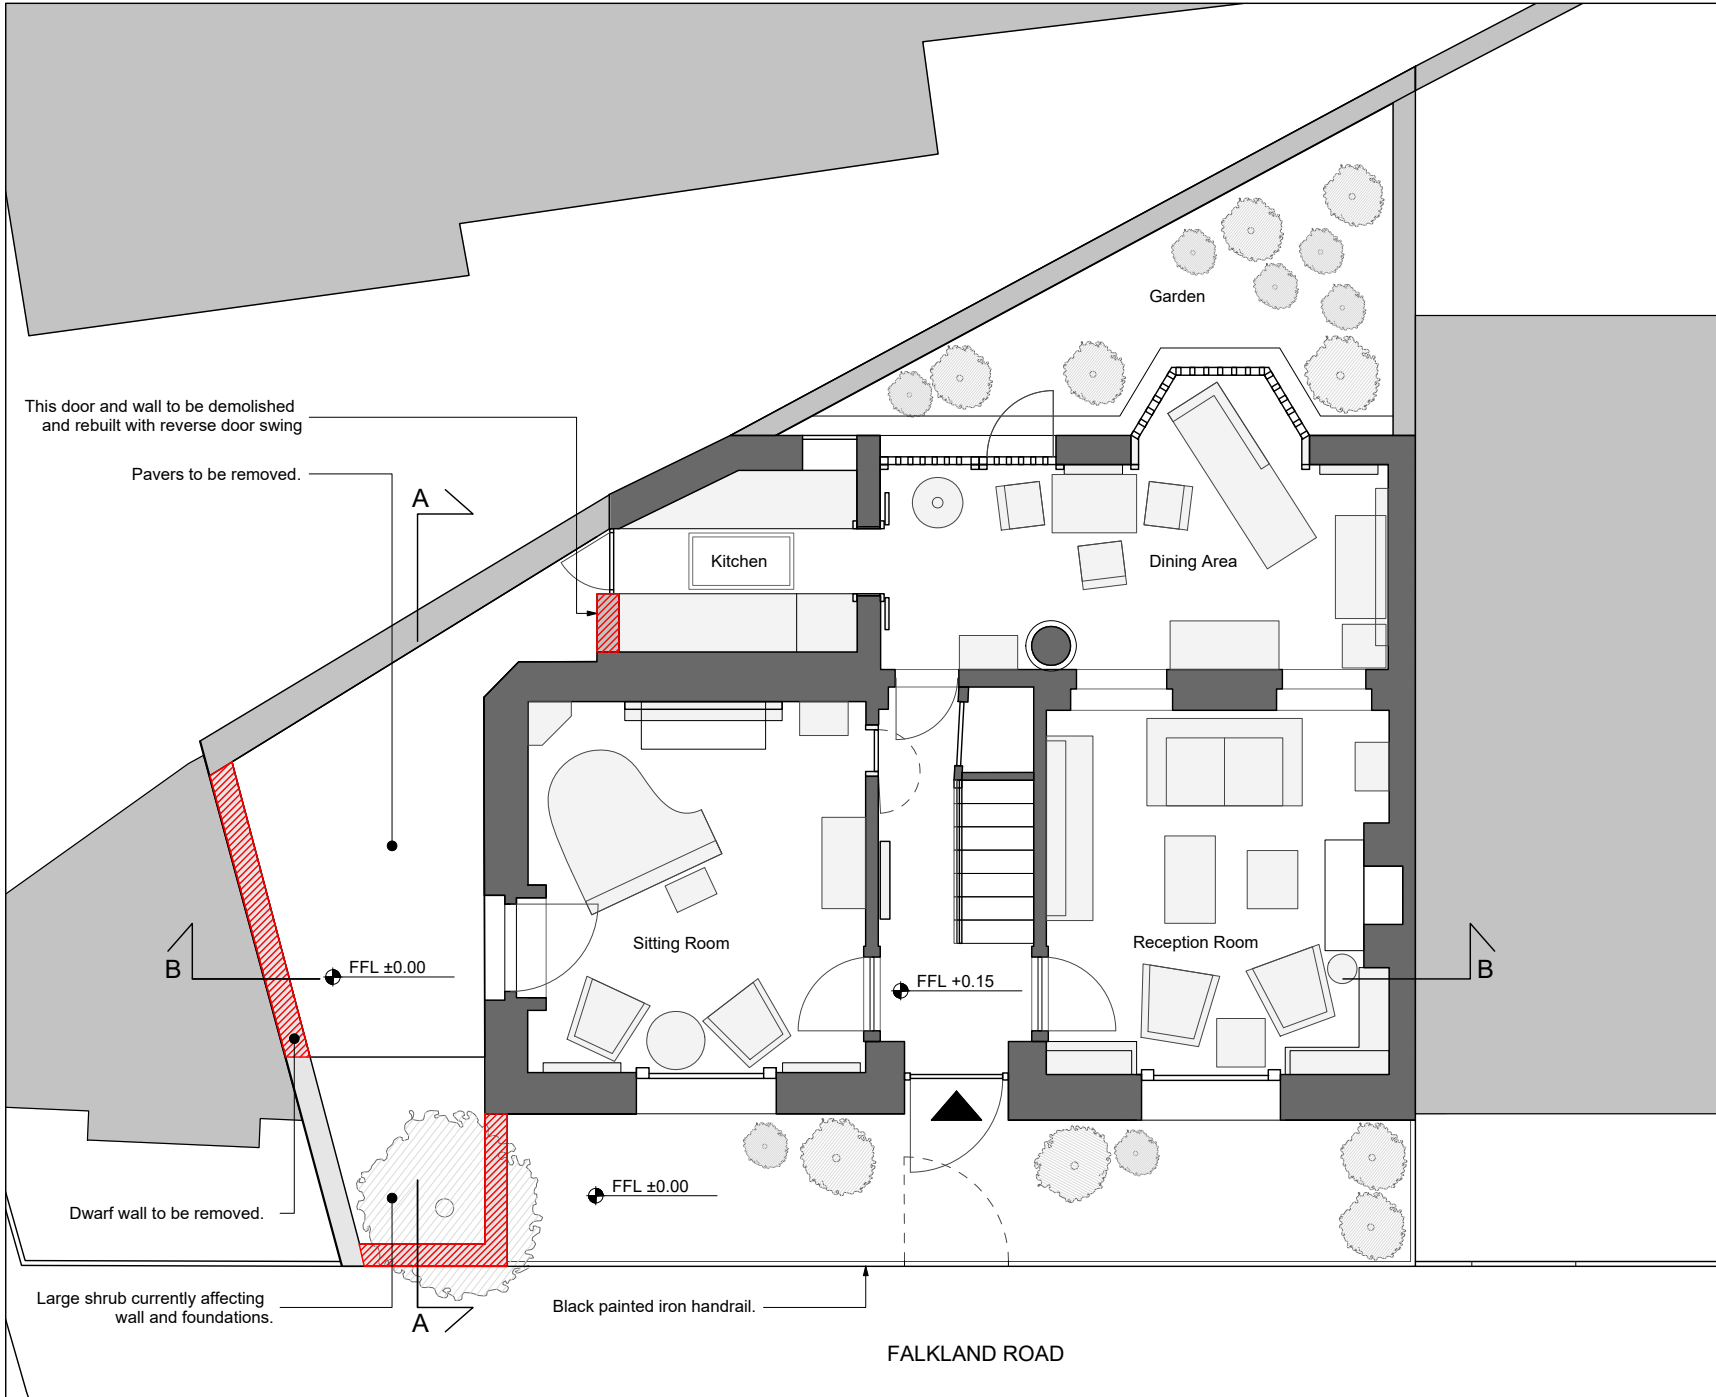 Garden
This door and wall to be demolished
and rebuilt with reverse door swing
Pavers to be removed.
A
Kitchen
Dining Area
Sitting Room
Reception Room
B
FFL ±0.00
FFL +0.15
B
FFL ±0.00
Dwarf wall to be removed.
Large shrub currently affecting
wall and foundations.
A
Black painted iron handrail.
FALKLAND ROAD